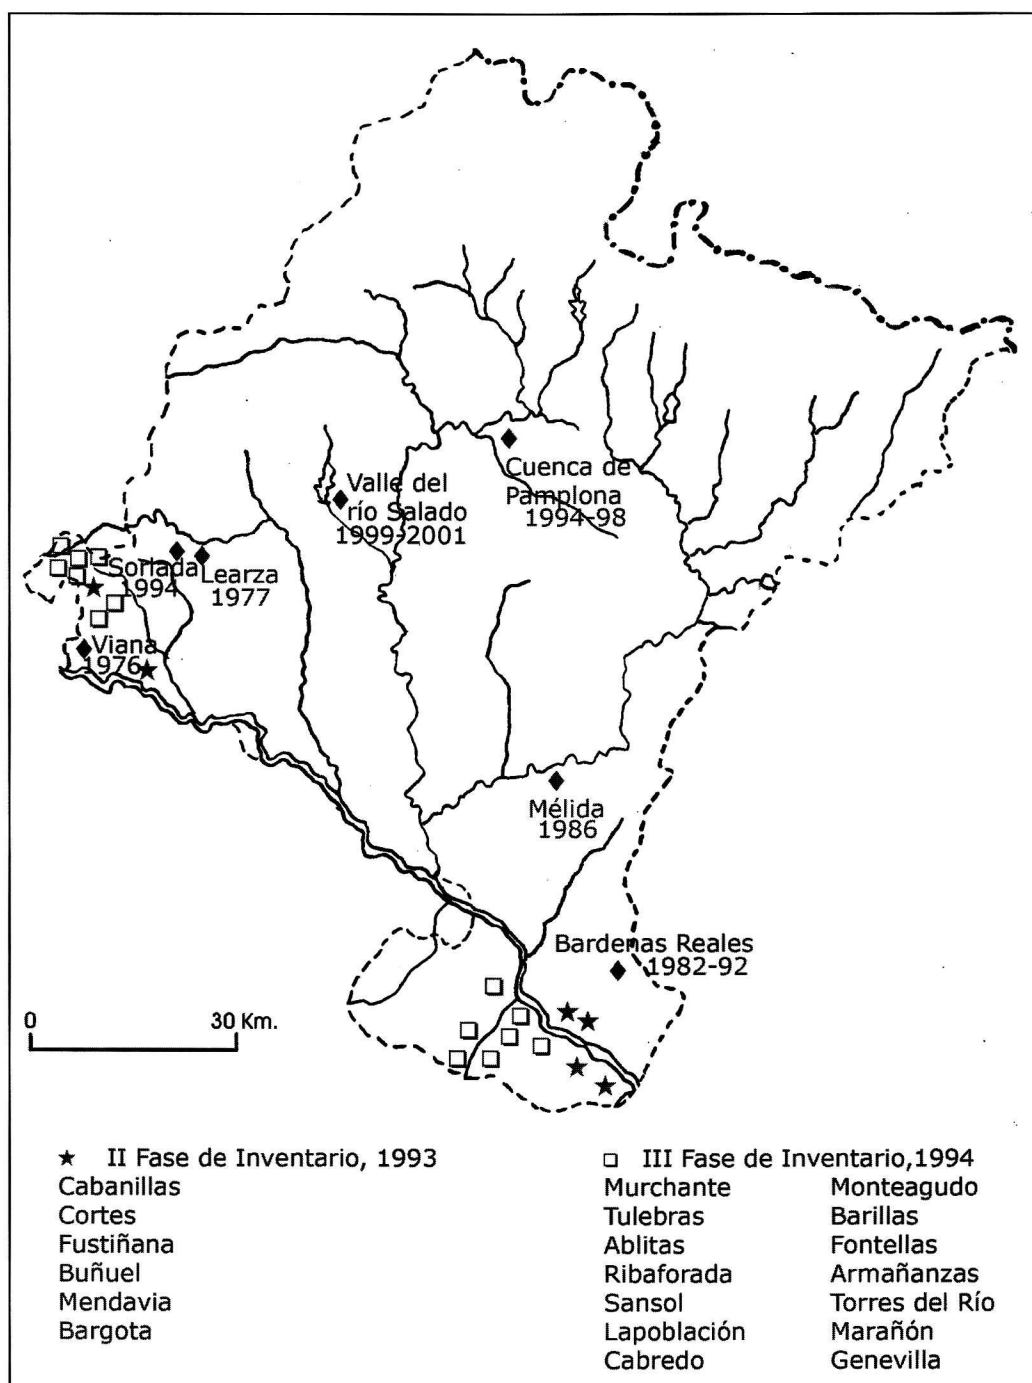 Cuenca de
Pamplona
1994-98
Valle del
río Salado
1999-2001
Sorlada
1994
Learza
1977
Viana
1976
Mélida
1986
Bardenas Reales
1982-92
0 30 Km.
★ II Fase de Inventario, 1993
Cabanillas
Cortes
Fustiñana
Buñuel
Mendavia
Bargota
□ III Fase de Inventario,1994
Murchante Monteagudo
Tulebras Barillas
Ablitas Fontellas
Ribaforada Armañanzas
Sansol Torres del Río
Lapoblación Marañón
Cabredo Genevilla